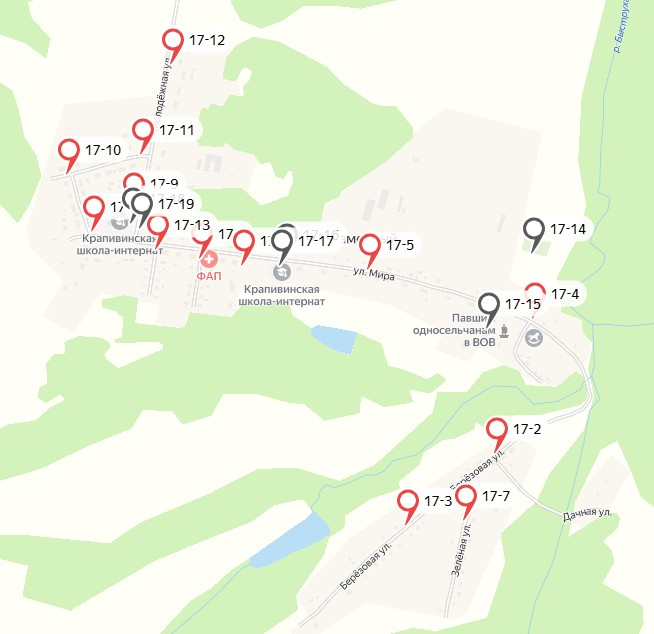 р. Быструха
17-12
17-11
17-10
17-9
17-19
17-13
Крапивинская
школа-интернат
ФАП
17-17
Крапивинская
школа-интернат
17-5
ул. Мира
17-14
17-4
17-15
Павшим
односельчанам
в ВОВ
17-2
Берёзовая ул.
17-3
17-7
Берёзовая ул.
Зелёная ул.
Дачная ул.